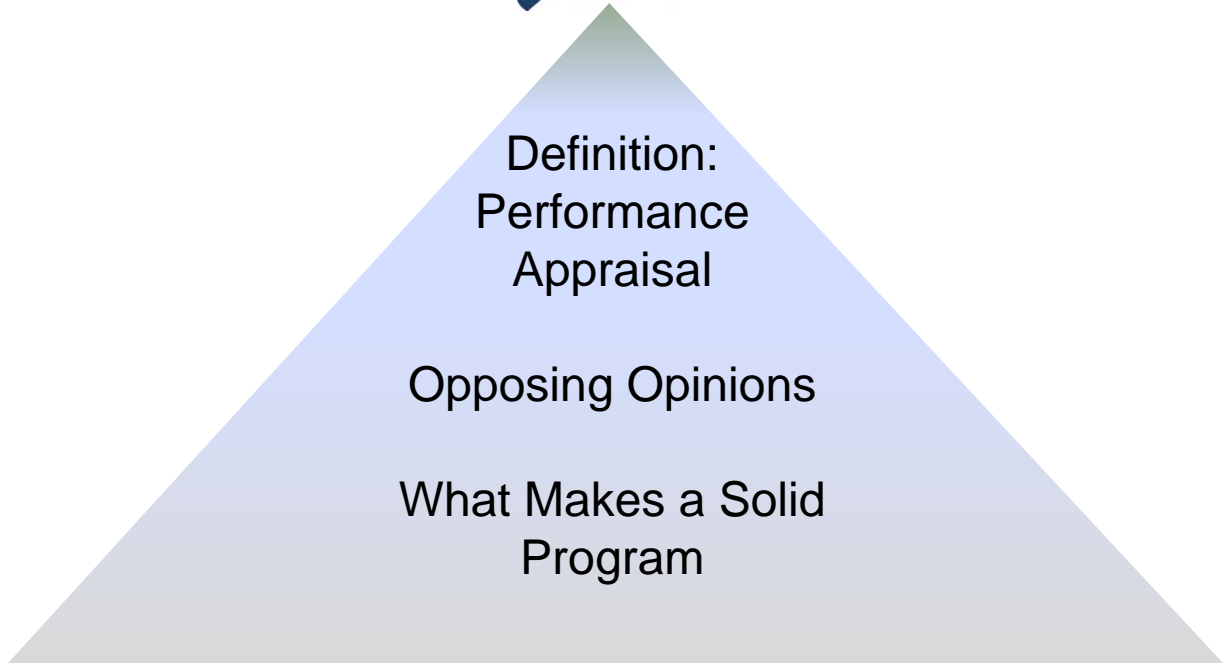 Definition:
Performance
Appraisal
Opposing Opinions
What Makes a Solid
Program